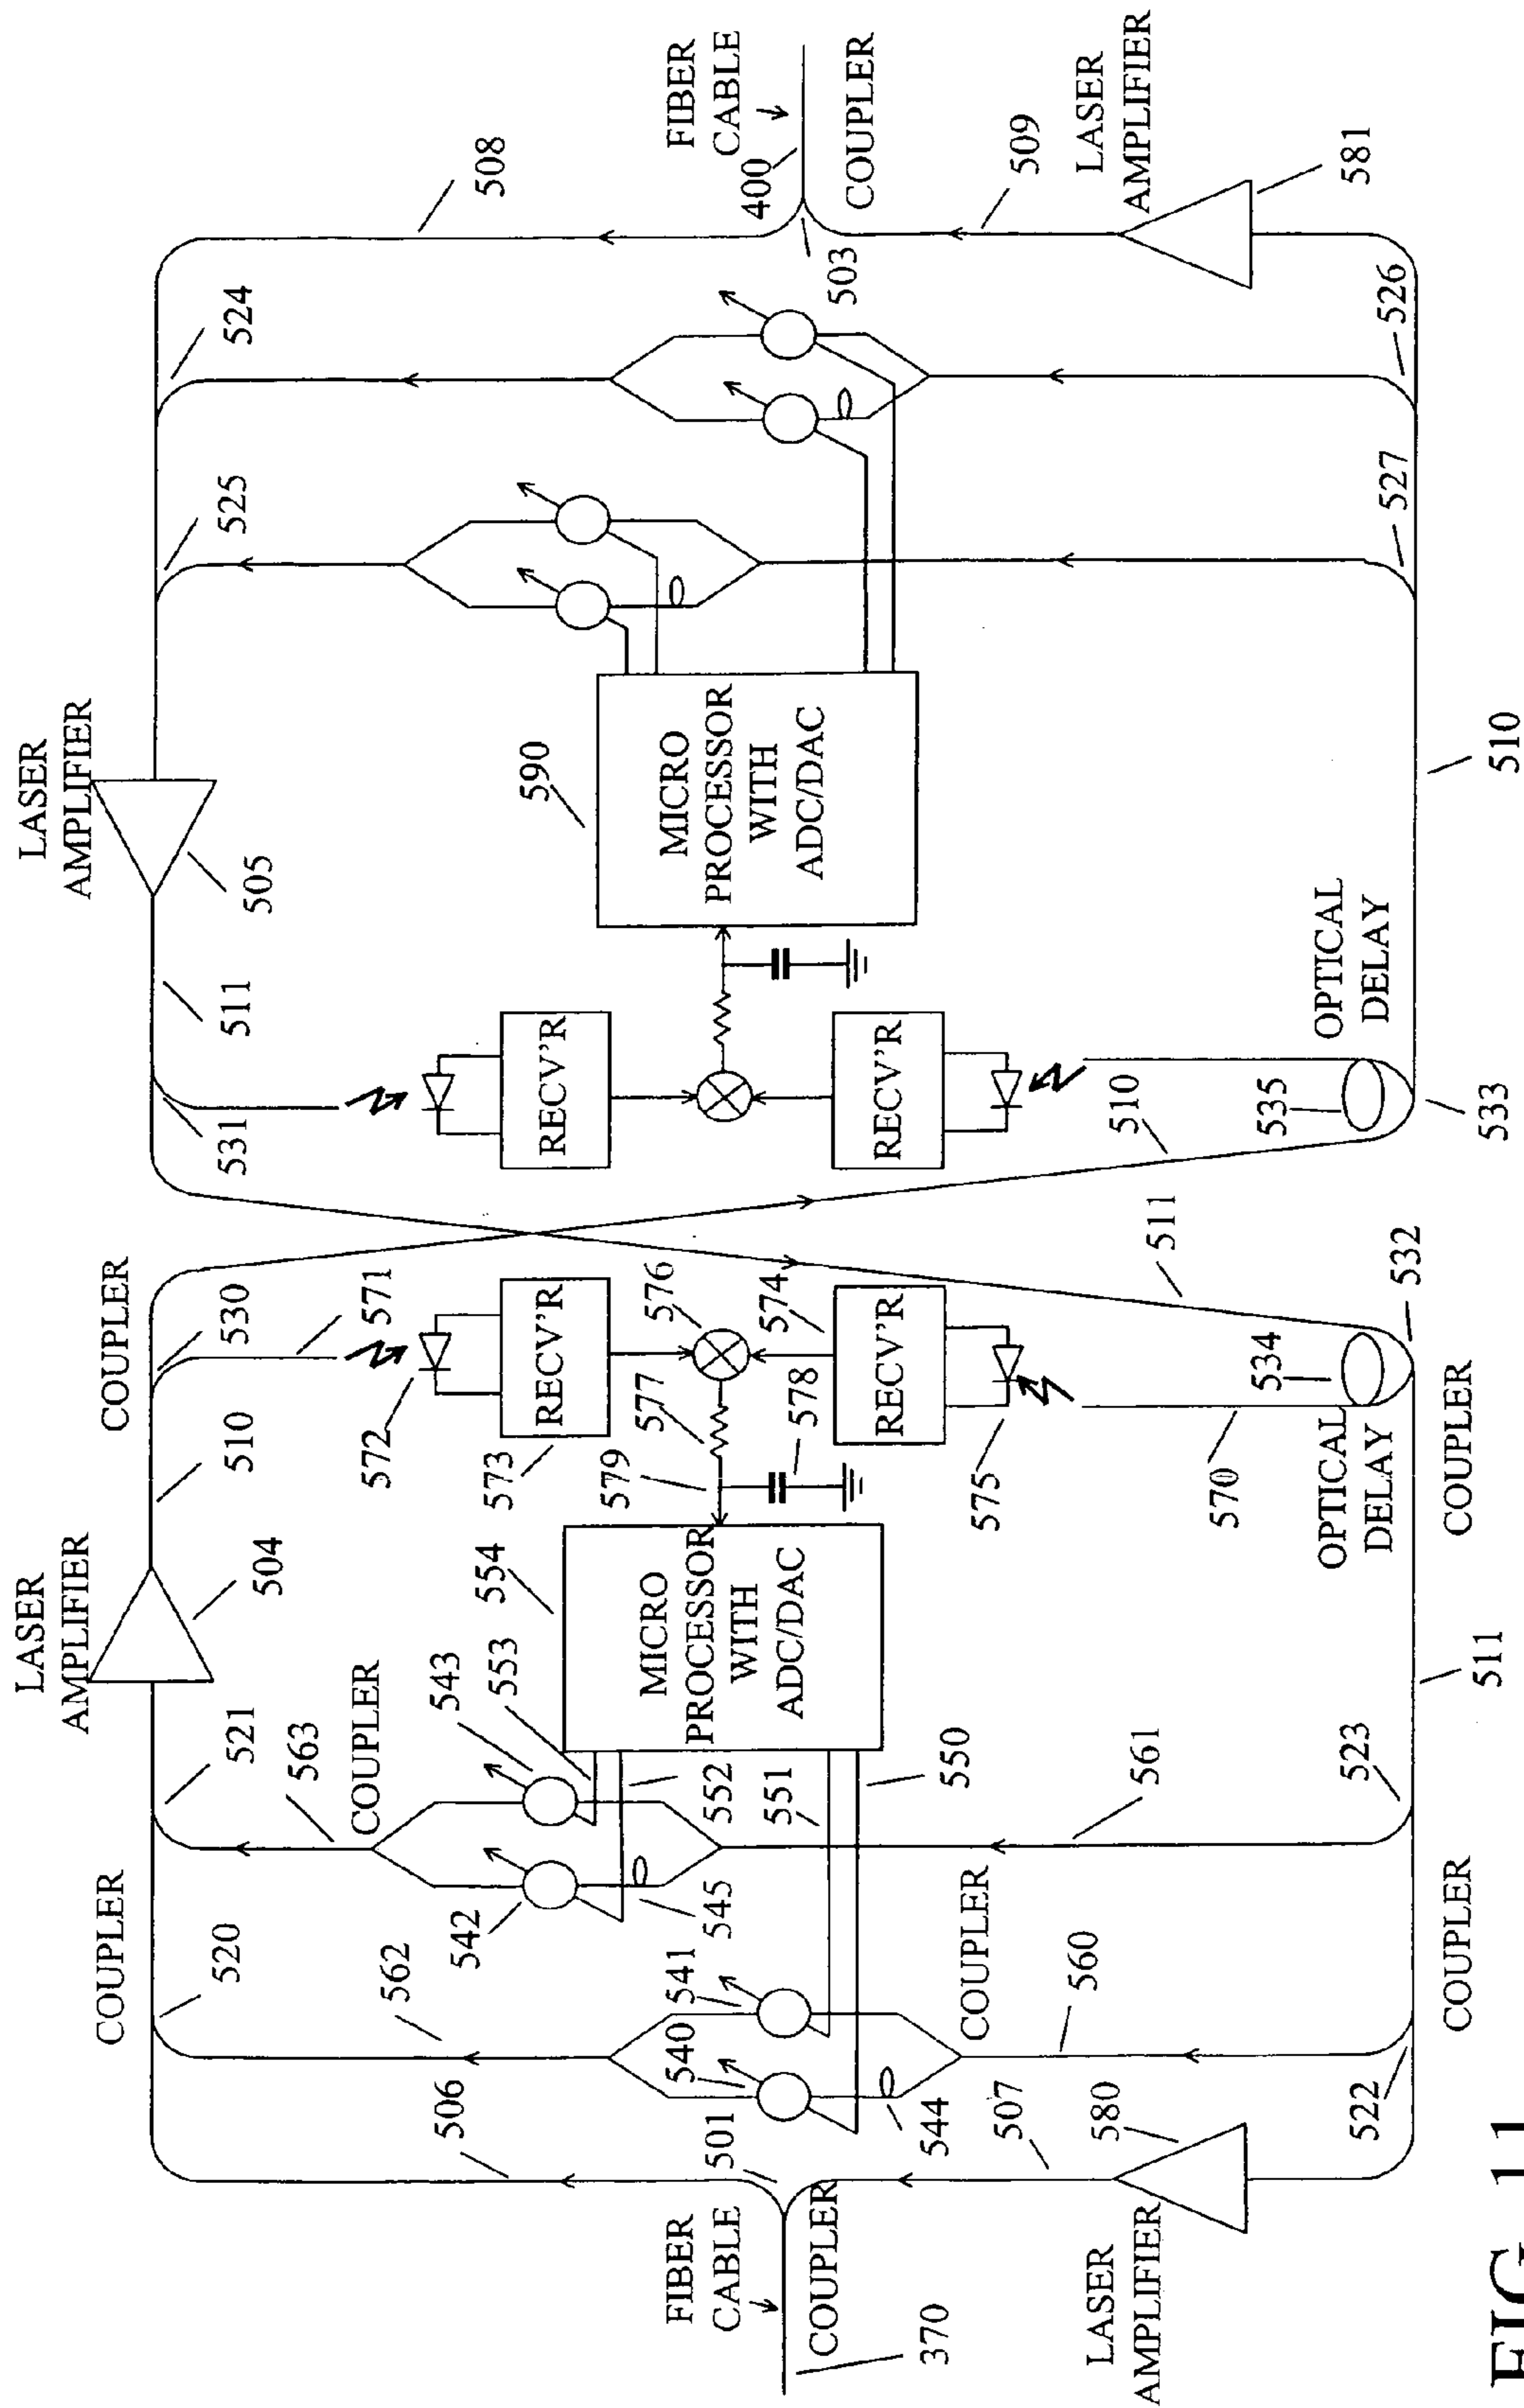 LASER
AMPLIFIER
LASER
AMPLIFIER
COUPLER
COUPLER
520
521
504
510
530
COUPLER
531
511
505
525
524
506
562
563
COUPLER
571
508
542
543
553
554
572
573
RECV'R
RECV'R
590
FIBER
CABLE
370
COUPLER
501
540
541
545
552
551
550
MICRO
PROCESSOR
WITH
ADC/DAC
579
577
576
578
574
MICRO
PROCESSOR
WITH
ADC/DAC
503
400
FIBER
CABLE
COUPLER
RECV'R
RECV'R
507
544
COUPLER
560
561
575
509
LASER
AMPLIFIER
580
570
511
510
LASER
AMPLIFIER
581
522
523
OPTICAL
DELAY
534
535
OPTICAL
DELAY
527
526
COUPLER
COUPLER
511
COUPLER
532
533
510
FIG. 11